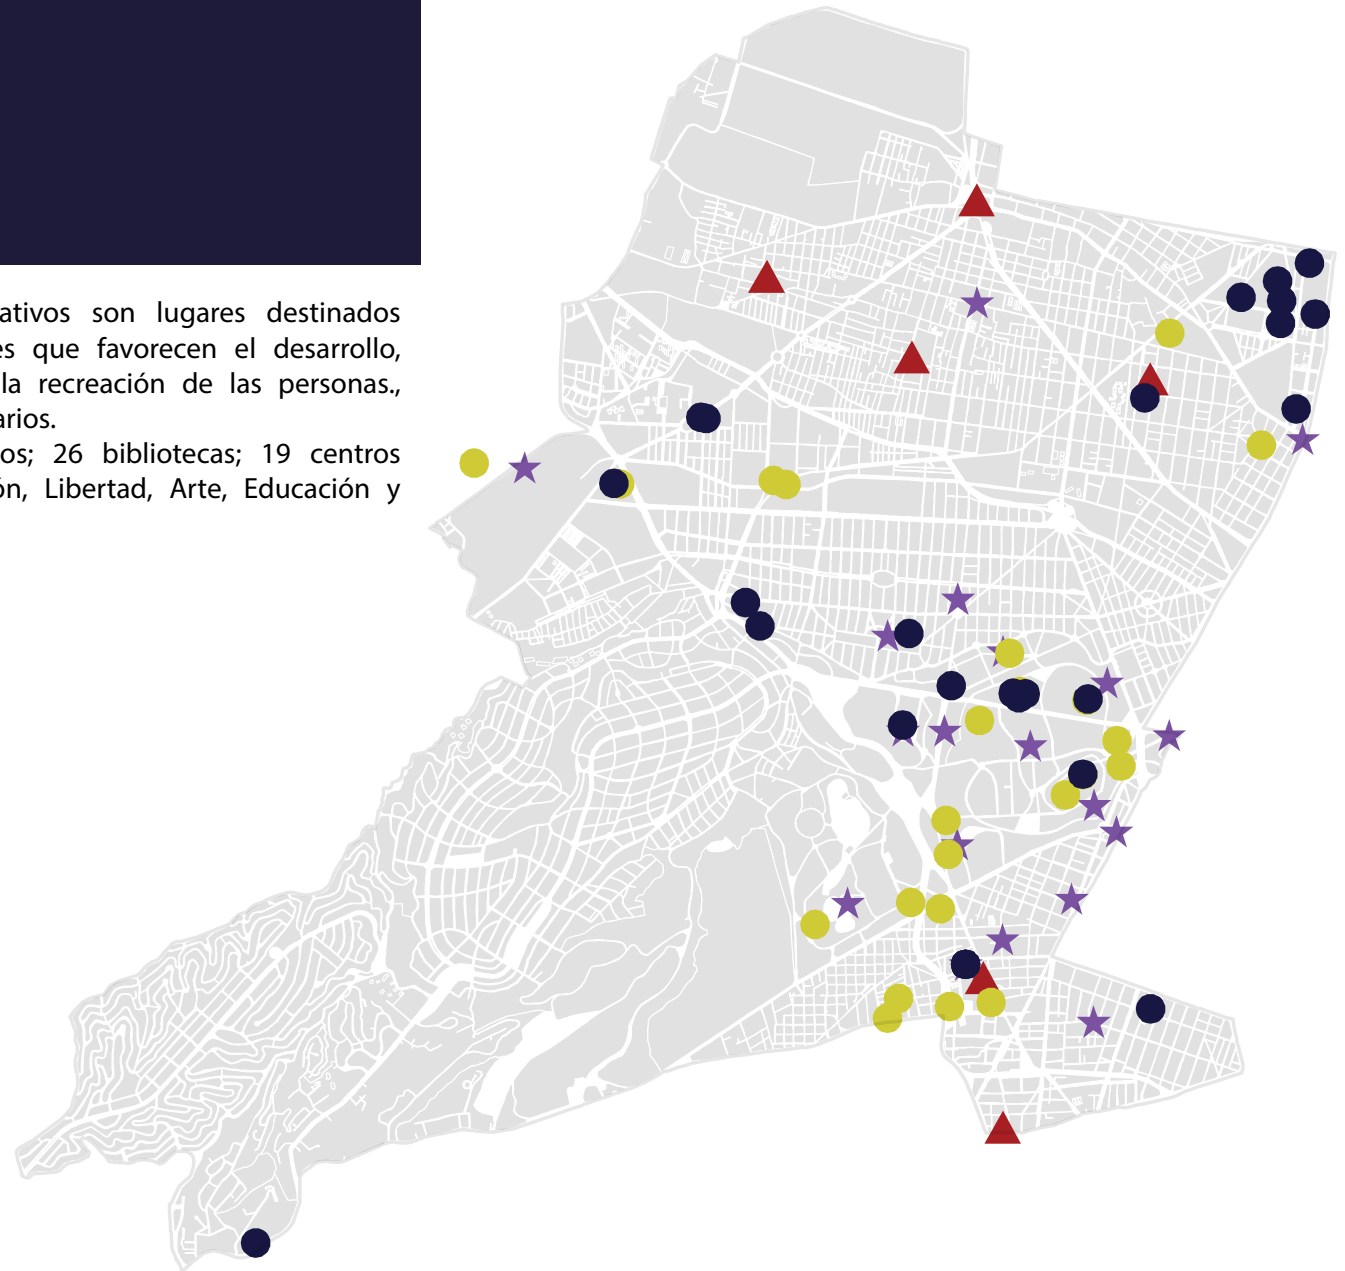 ativos son lugares destinados
es que favorecen el desarrollo,
la recreación de las personas.,
arios.
os; 26 bibliotecas; 19 centros
ón, Libertad, Arte, Educación y